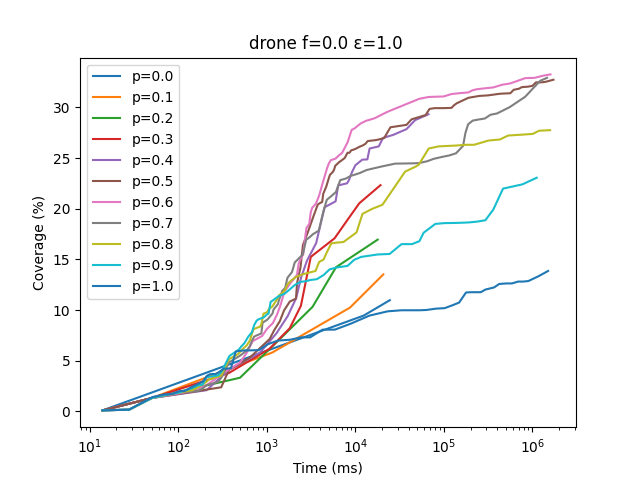 drone f=0.0 ε=1.0
p=0.0
p=0.1
p=0.2
p=0.3
p=0.4
p=0.5
p=0.6
p=0.7
p=0.8
p=0.9
p=1.0
Coverage (%)
30
25
20
15
10
5
0
10¹ 10² 10³ 10⁴ 10⁵ 10⁶
Time (ms)